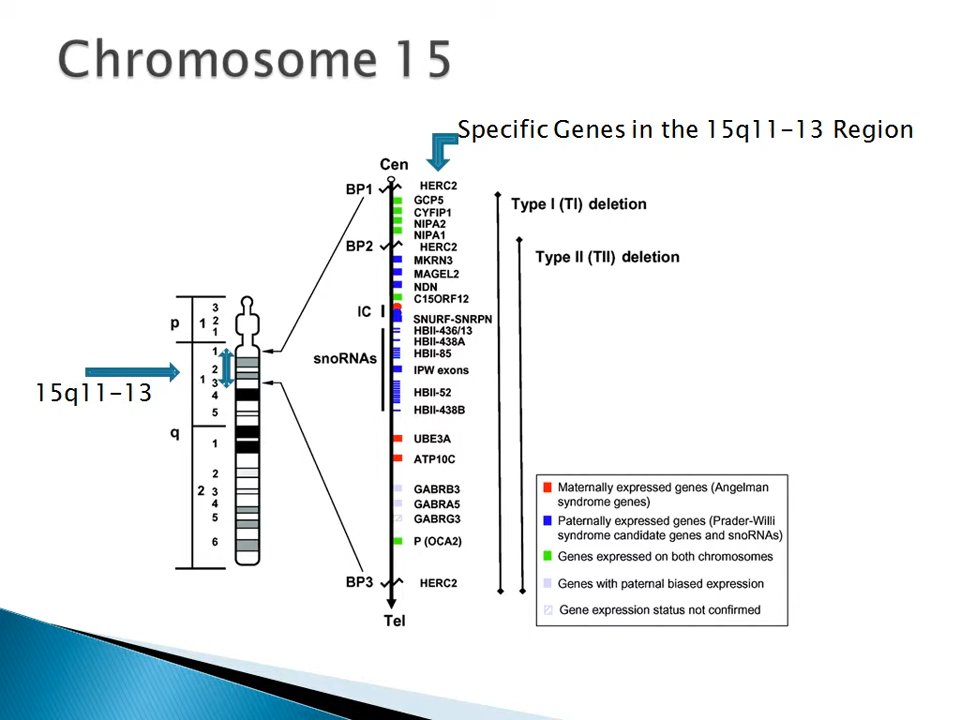 Chromosome 15
Specific Genes in the 15q11-13 Region
Cen
BP1
HERC2
GCP5
CYFIP1
NIPA2
NIPA1
BP2
HERC2
MKRN3
MAGEL2
NDN
C15ORF12
IC
SNURF-SNRPN
HBII-436/13
HBII-438A
snoRNAs
HBII-85
IPW exons
HBII-52
HBII-438B
UBE3A
ATP10C
GABRB3
GABRA5
GABRG3
P (OCA2)
BP3
HERC2
Tel
Type I (TI) deletion
Type II (TII) deletion
15q11-13
p
1
3
2
1
q
1
1
2
3
4
5
2
1
2
3
4
5
6
Maternally expressed genes (Angelman
syndrome genes)
Paternally expressed genes (Prader-Willi
syndrome candidate genes and snoRNAs)
Genes expressed on both chromosomes
Genes with paternal biased expression
Gene expression status not confirmed